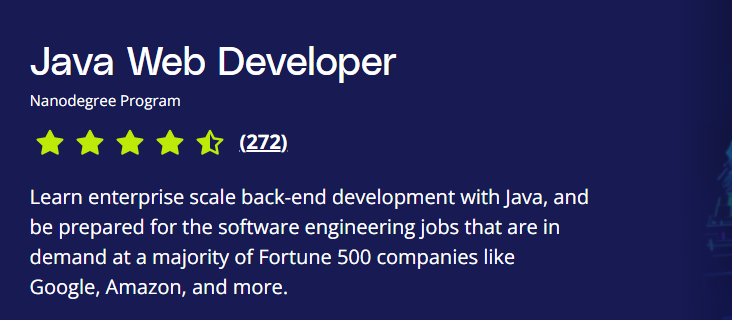 Java Web Developer
Nanodegree Program
(272)
Learn enterprise scale back-end development with Java, and
be prepared for the software engineering jobs that are in
demand at a majority of Fortune 500 companies like
Google, Amazon, and more.